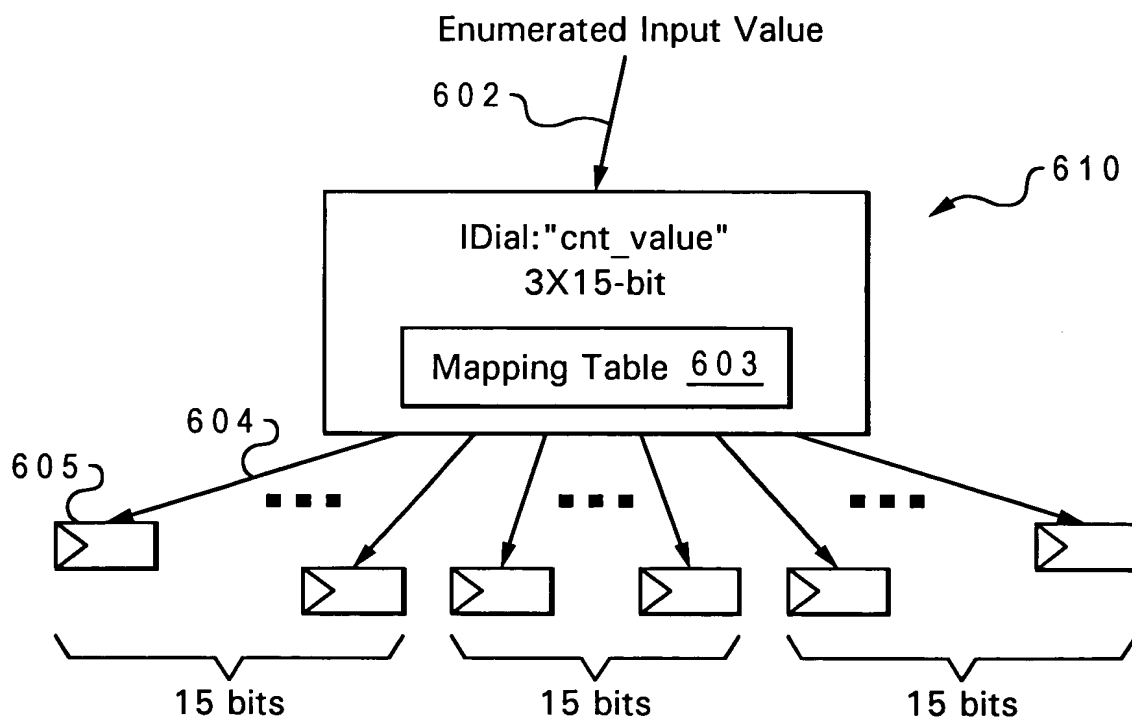 Enumerated Input Value
602
610
IDial:"cnt_value"
3X15-bit
Mapping Table 603
604
605
15 bits
15 bits
15 bits